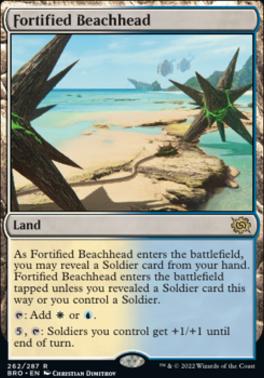 Fortified Beachhead
Land
As Fortified Beachhead enters the battlefield,
you may reveal a Soldier card from your hand.
Fortified Beachhead enters the battlefield
tapped unless you revealed a Soldier card this
way or you control a Soldier.
: Add or .
5, : Soldiers you control get +1/+1 until
end of turn.
262/287 R
BRO • EN CHRISTIAN DIMITROV
™ & © 2022 Wizards of the Coast